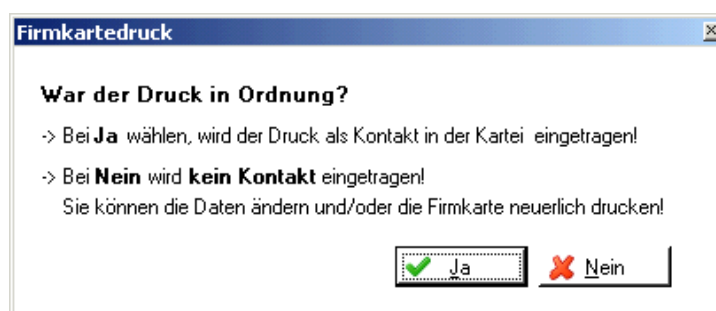 Firmkartedruck
War der Druck in Ordnung?
-> Bei Ja wählen, wird der Druck als Kontakt in der Kartei eingetragen!
-> Bei Nein wird kein Kontakt eingetragen!
Sie können die Daten ändern und/oder die Firmkarte neuerlich drucken!
Ja Nein